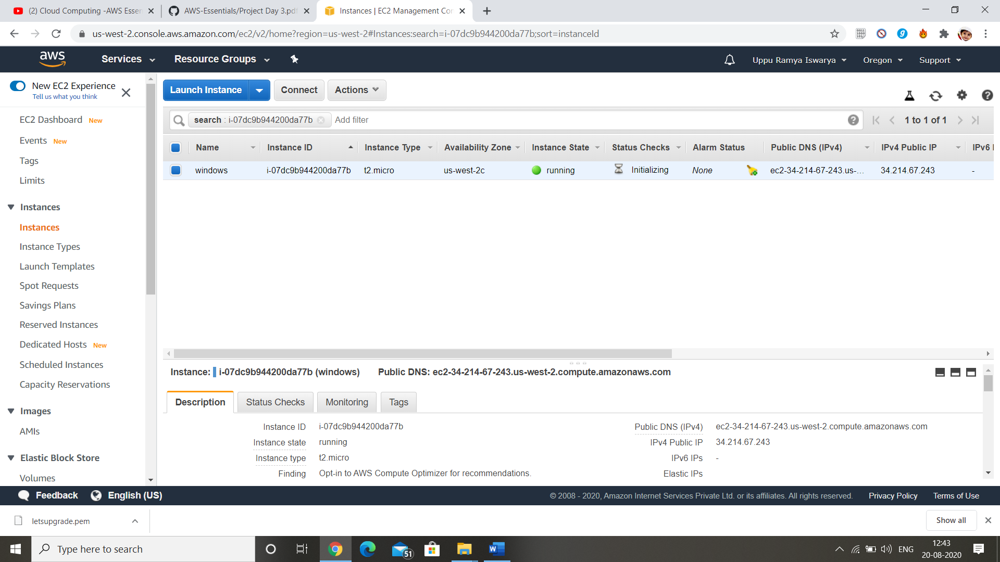 (2) Cloud Computing -AWS Essen
AWS-Essentials/Project Day 3.pdf
Instances | EC2 Management Con
us-west-2.console.aws.amazon.com/ec2/v2/home?region=us-west-2#Instances:search=i-07dc9b944200da77b;sort=instanceId
aws
Services
Resource Groups
Uppu Ramya Iswarya
Oregon
Support
New EC2 Experience
Tell us what you think
EC2 Dashboard New
Events New
Tags
Limits
Instances
Instances
Instance Types
Launch Templates
Spot Requests
Savings Plans
Reserved Instances
Dedicated Hosts New
Scheduled Instances
Capacity Reservations
Images
AMIs
Elastic Block Store
Volumes
Launch Instance
Connect
Actions
search : i-07dc9b944200da77b
Add filter
1 to 1 of 1
Name Instance ID Instance Type Availability Zone Instance State Status Checks Alarm Status Public DNS (IPv4) IPv4 Public IP IPv6 I
windows i-07dc9b944200da77b t2.micro us-west-2c running Initializing None ec2-34-214-67-243.us-... 34.214.67.243 -
Instance: i-07dc9b944200da77b (windows) Public DNS: ec2-34-214-67-243.us-west-2.compute.amazonaws.com
Description
Status Checks
Monitoring
Tags
Instance ID i-07dc9b944200da77b
Instance state running
Instance type t2.micro
Finding Opt-in to AWS Compute Optimizer for recommendations.
Public DNS (IPv4) ec2-34-214-67-243.us-west-2.compute.amazonaws.com
IPv4 Public IP 34.214.67.243
IPv6 IPs -
Elastic IPs
Feedback
English (US)
© 2008 - 2020, Amazon Internet Services Private Ltd. or its affiliates. All rights reserved.
Privacy Policy
Terms of Use
letsupgrade.pem
Show all
Type here to search
51
ENG
12:43
20-08-2020